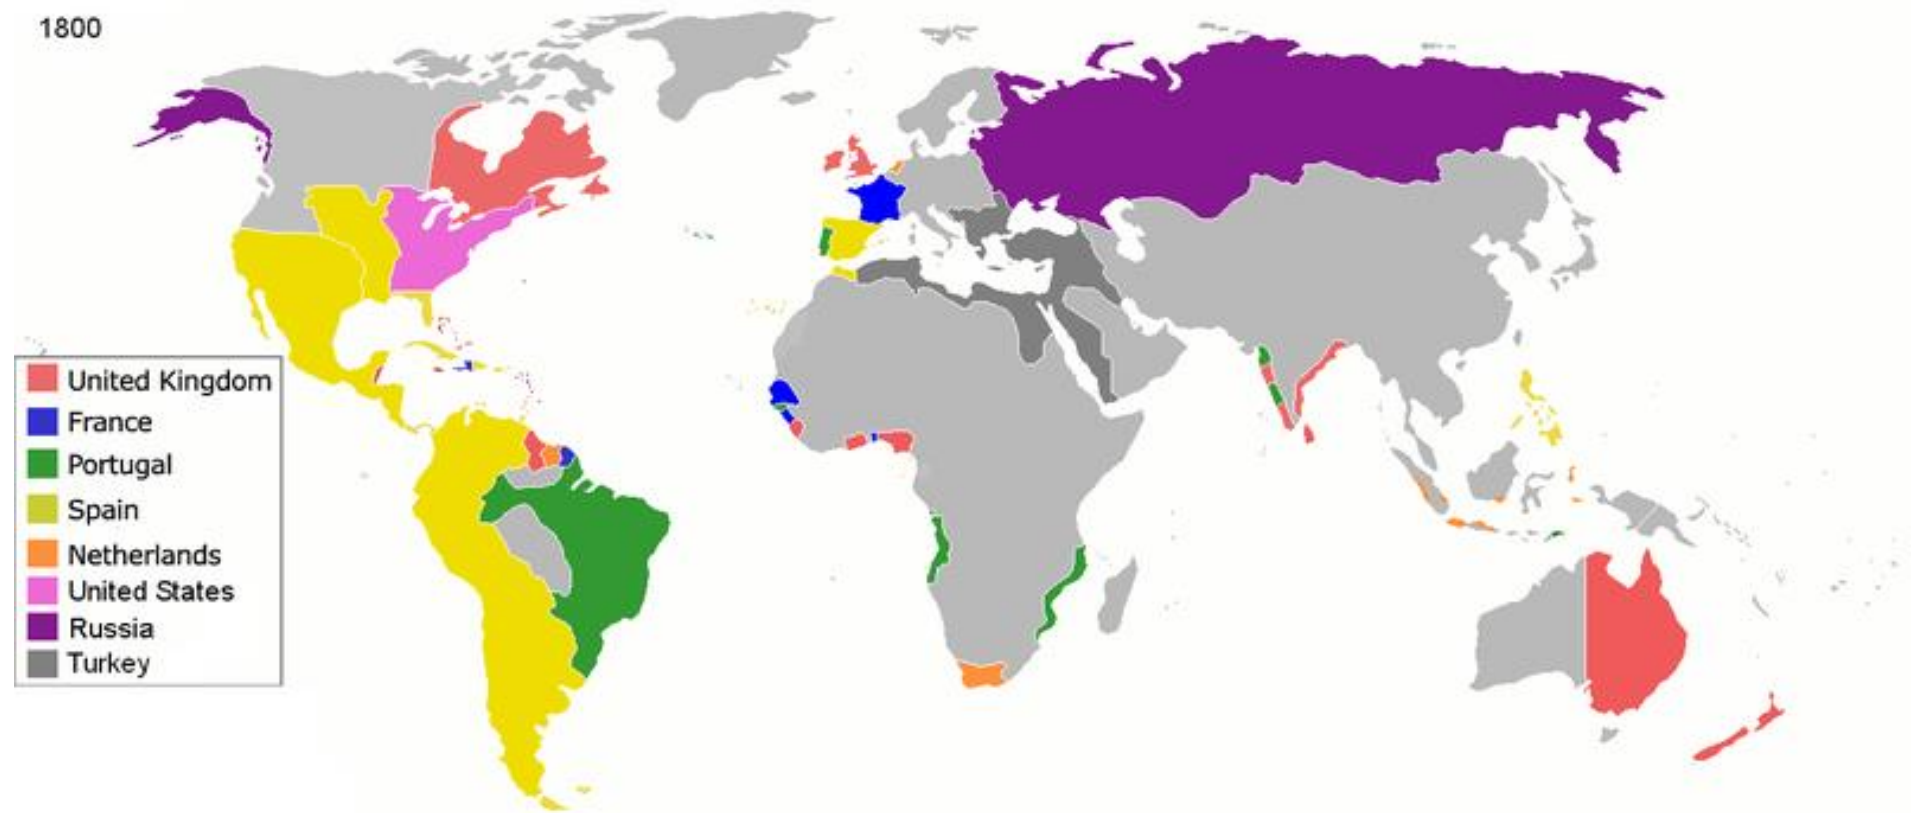 1800
United Kingdom
France
Portugal
Spain
Netherlands
United States
Russia
Turkey